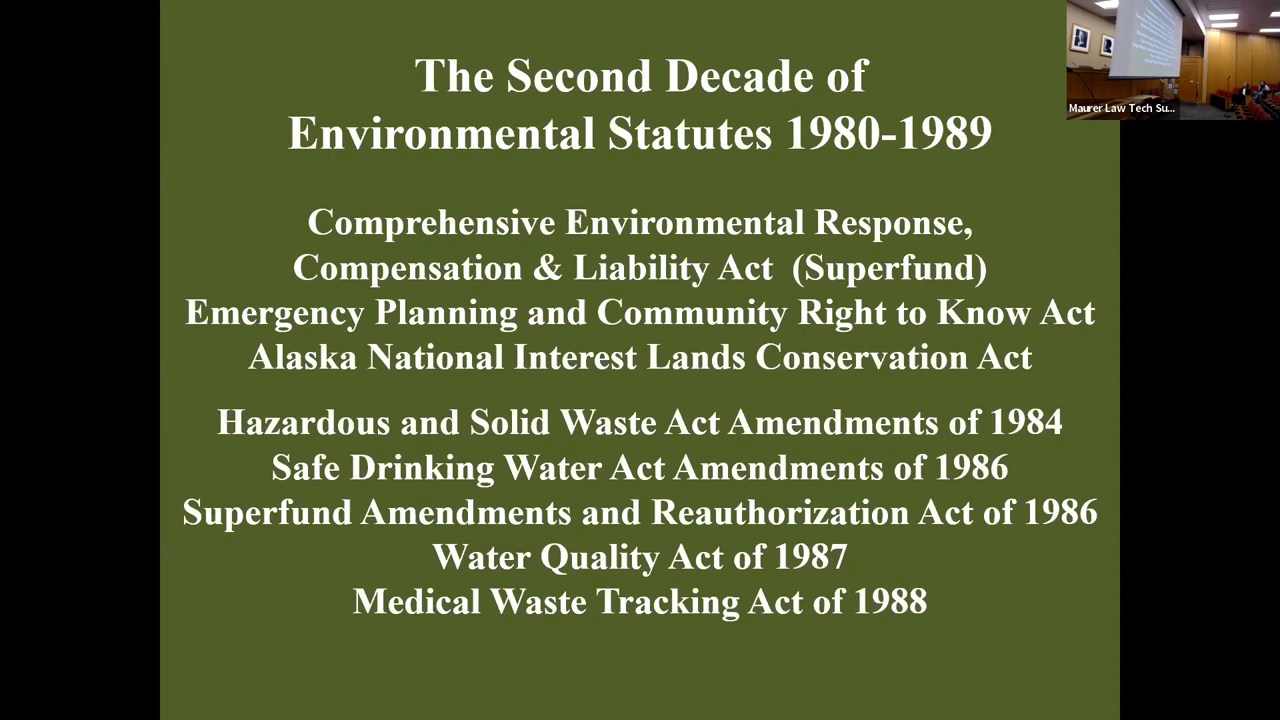 The Second Decade of
Environmental Statutes 1980-1989
Comprehensive Environmental Response,
Compensation & Liability Act (Superfund)
Emergency Planning and Community Right to Know Act
Alaska National Interest Lands Conservation Act
Hazardous and Solid Waste Act Amendments of 1984
Safe Drinking Water Act Amendments of 1986
Superfund Amendments and Reauthorization Act of 1986
Water Quality Act of 1987
Medical Waste Tracking Act of 1988
Maurer Law Tech Su...